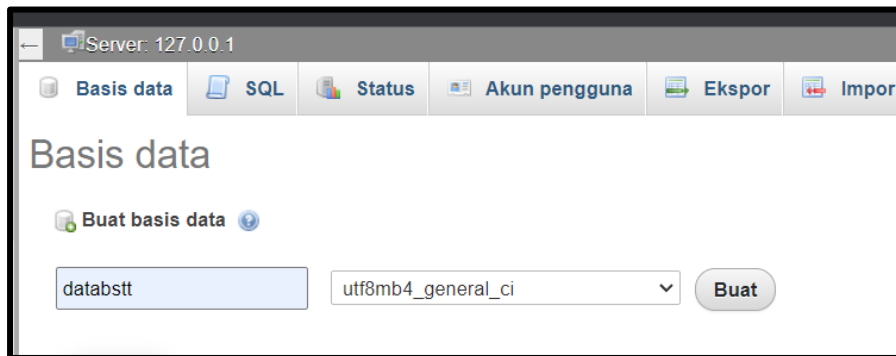 Server: 127.0.0.1
Basis data SQL Status Akun pengguna Ekspor Impor
Basis data
Buat basis data
databstt utf8mb4_general_ci Buat